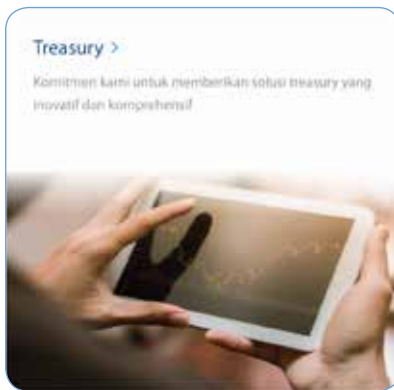 Treasury >
Komitmen kami untuk memberikan solusi treasury yang
inovatif dan komprehensif